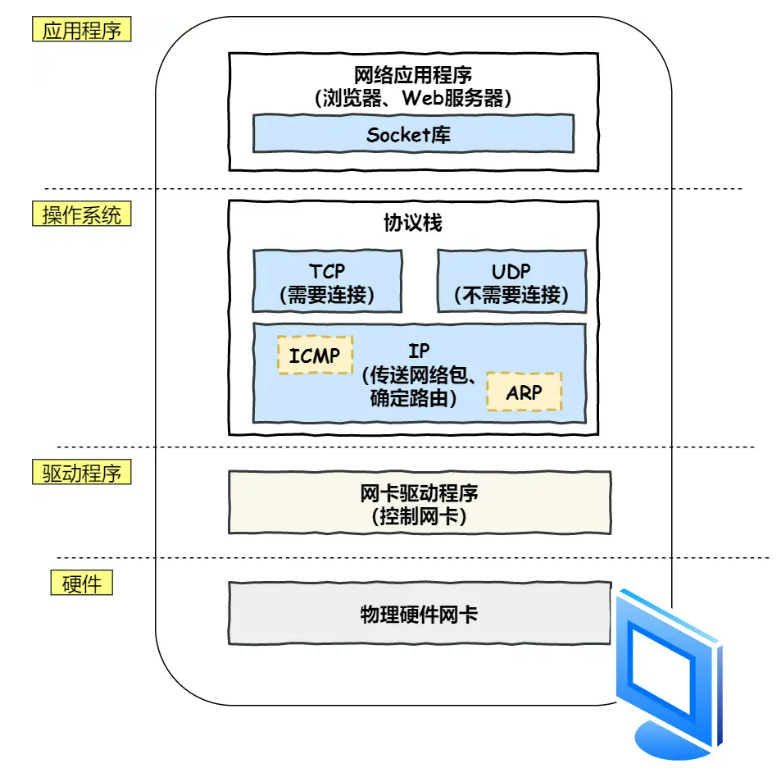 应用程序
网络应用程序
(浏览器、Web服务器)
Socket库
操作系统
协议栈
TCP
(需要连接)
UDP
(不需要连接)
ICMP
IP
(传送网络包、
确定路由)
ARP
驱动程序
网卡驱动程序
(控制网卡)
硬件
物理硬件网卡